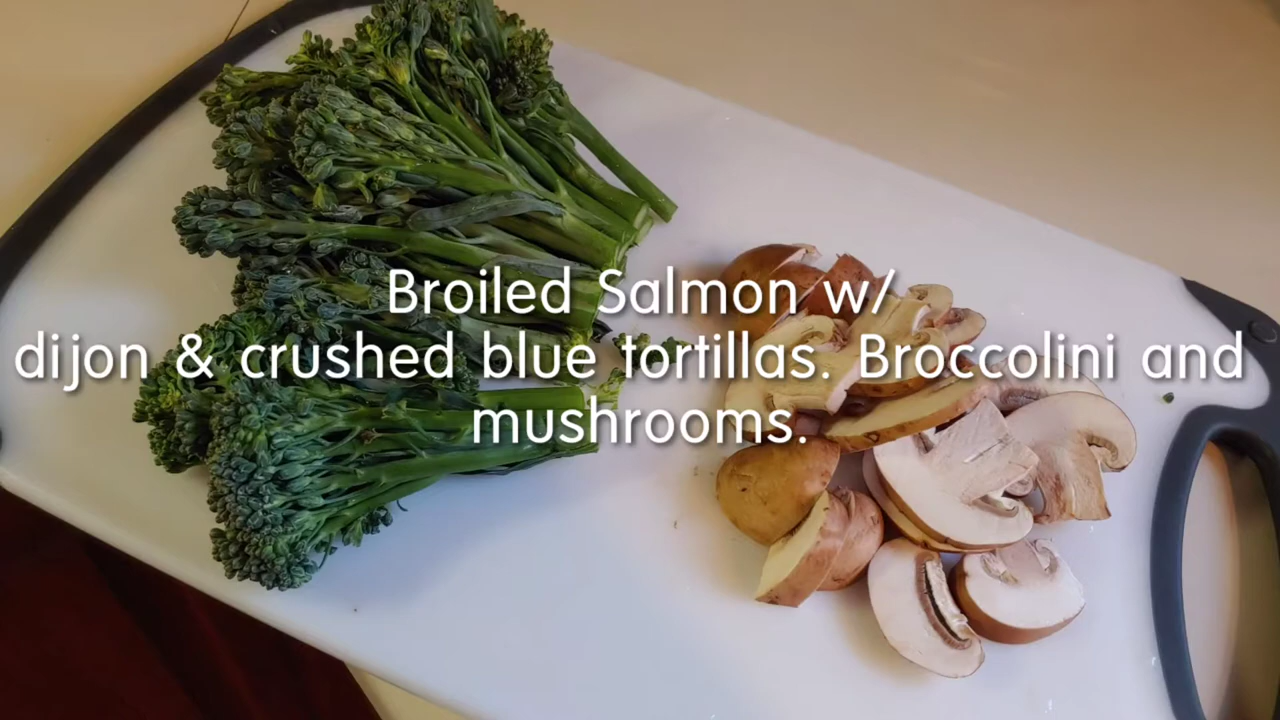 Broiled Salmon w/
dijon & crushed blue tortillas. Broccolini and
mushrooms.